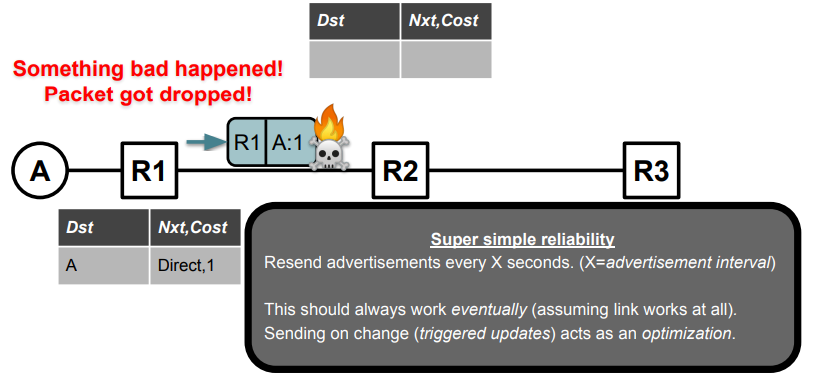 Dst Nxt,Cost
Something bad happened!
Packet got dropped!
R1 A:1
A R1 R2 R3
Dst Nxt,Cost
A Direct,1
Super simple reliability
Resend advertisements every X seconds. (X=advertisement interval)
This should always work eventually (assuming link works at all).
Sending on change (triggered updates) acts as an optimization.